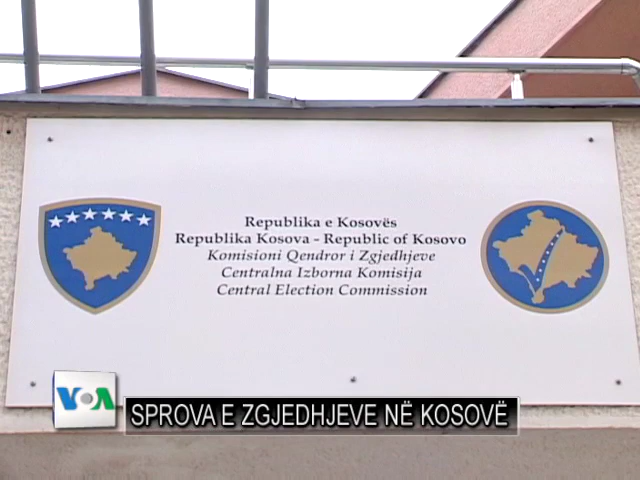 Republika e Kosovës
Republika Kosova - Republic of Kosovo
Komisioni Qendror i Zgjedhjeve
Centralna Izborna Komisija
Central Election Commission
VOA
SPROVA E ZGJEDHJEVE NË KOSOVË